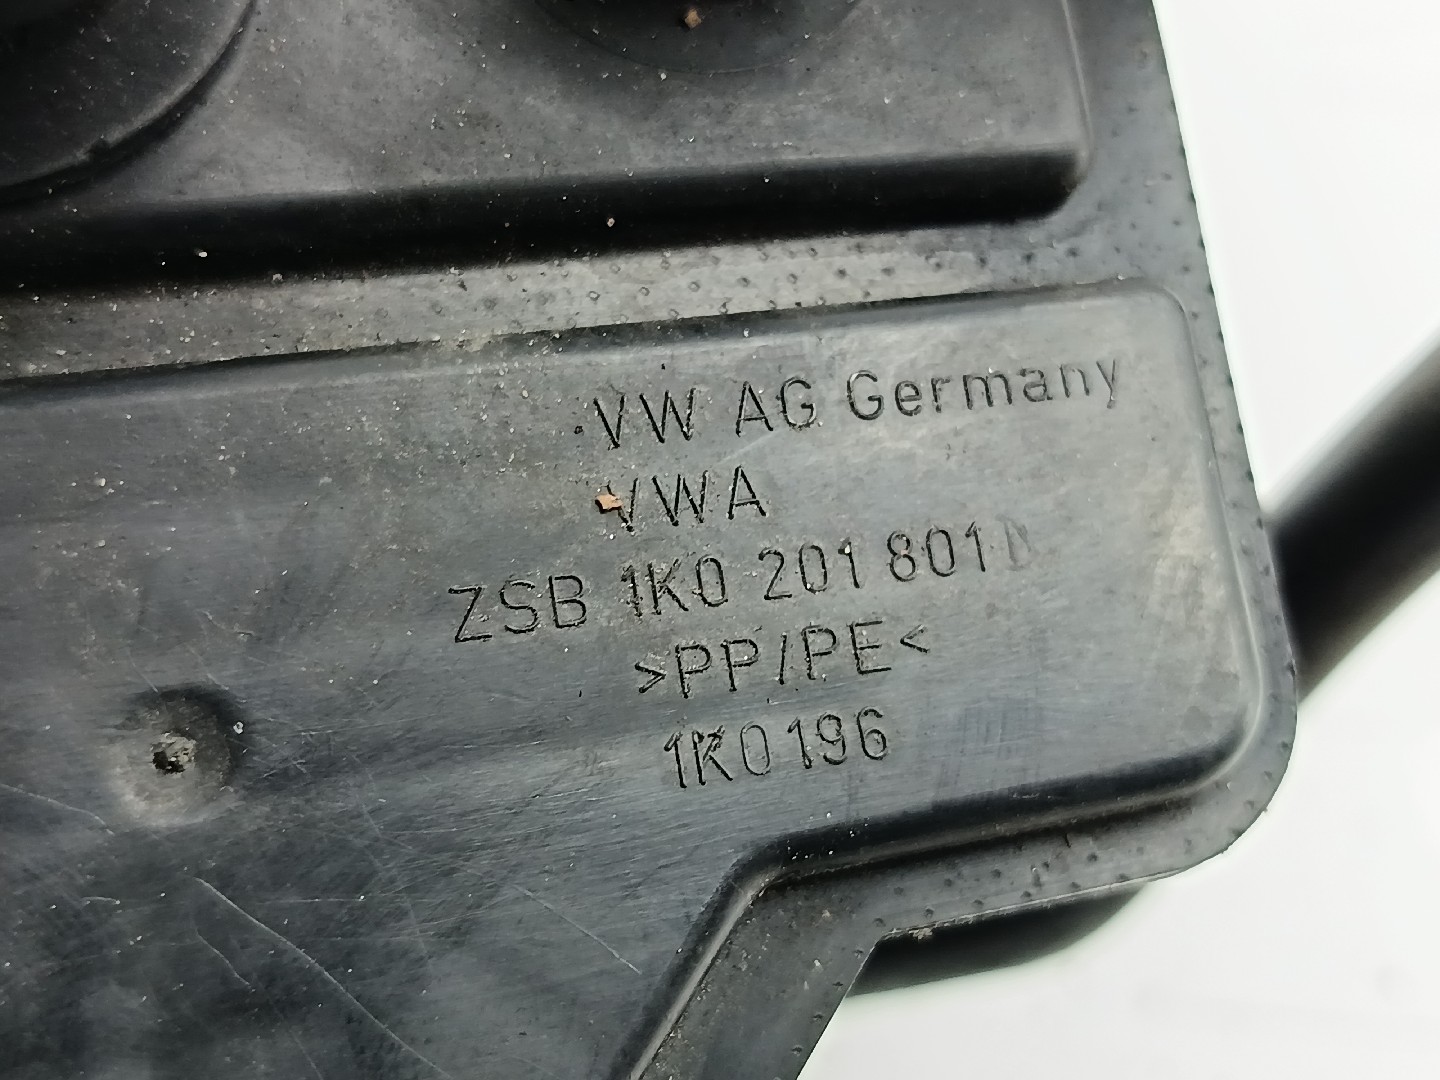 VW AG Germany
VWA
ZSB 1K0 201 801
>PP/PE<
1K0196